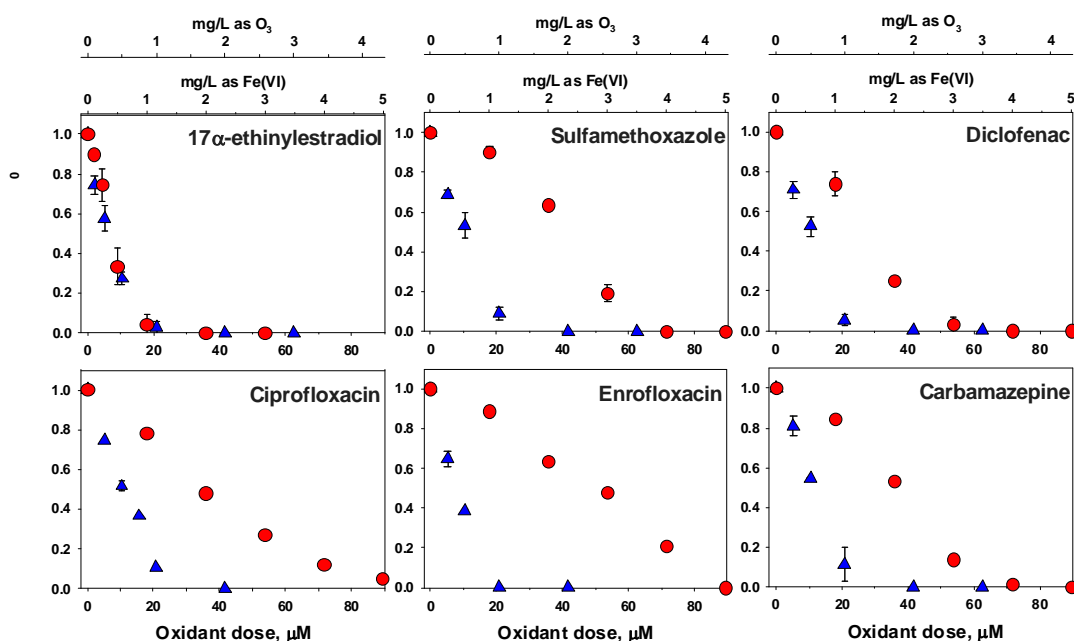 mg/L as O3 mg/L as O3 mg/L as O3
0 1 2 3 4 0 1 2 3 4 0 1 2 3 4
mg/L as Fe(VI) mg/L as Fe(VI) mg/L as Fe(VI)
0 1 2 3 4 5 0 1 2 3 4 5 0 1 2 3 4 5
17α-ethinylestradiol Sulfamethoxazole Diclofenac
1.0 1.0 1.0
0.8 0.8 0.8
0
0.6 0.6 0.6
0.4 0.4 0.4
0.2 0.2 0.2
0.0 0.0 0.0
0 20 40 60 80 0 20 40 60 80 0 20 40 60 80
Ciprofloxacin Enrofloxacin Carbamazepine
1.0 1.0 1.0
0.8 0.8 0.8
0.6 0.6 0.6
0.4 0.4 0.4
0.2 0.2 0.2
0.0 0.0 0.0
0 20 40 60 80 0 20 40 60 80 0 20 40 60 80
Oxidant dose, μM Oxidant dose, μM Oxidant dose, μM